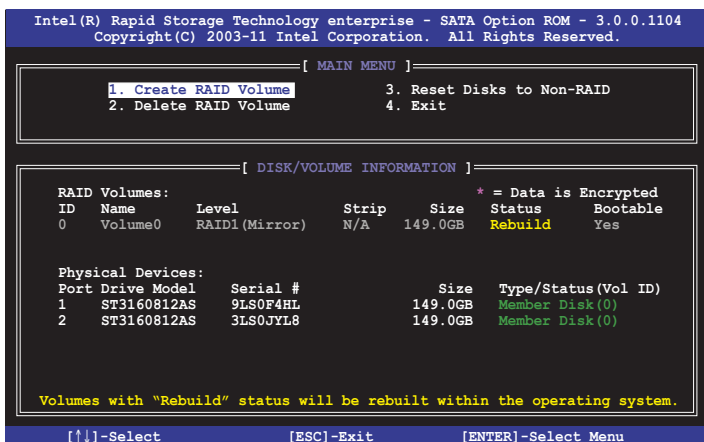 Intel(R) Rapid Storage Technology enterprise - SATA Option ROM - 3.0.0.1104
Copyright(C) 2003-11 Intel Corporation. All Rights Reserved.
[ MAIN MENU ]
1. Create RAID Volume 3. Reset Disks to Non-RAID
2. Delete RAID Volume 4. Exit
[ DISK/VOLUME INFORMATION ]
RAID Volumes: * = Data is Encrypted
ID Name Level Strip Size Status Bootable
0 Volume0 RAID1(Mirror) N/A 149.0GB Rebuild Yes
Physical Devices:
Port Drive Model Serial # Size Type/Status(Vol ID)
1 ST3160812AS 9LS0F4HL 149.0GB Member Disk(0)
2 ST3160812AS 3LS0JYL8 149.0GB Member Disk(0)
Volumes with “Rebuild” status will be rebuilt within the operating system.
[↑↓]-Select [ESC]-Exit [ENTER]-Select Menu